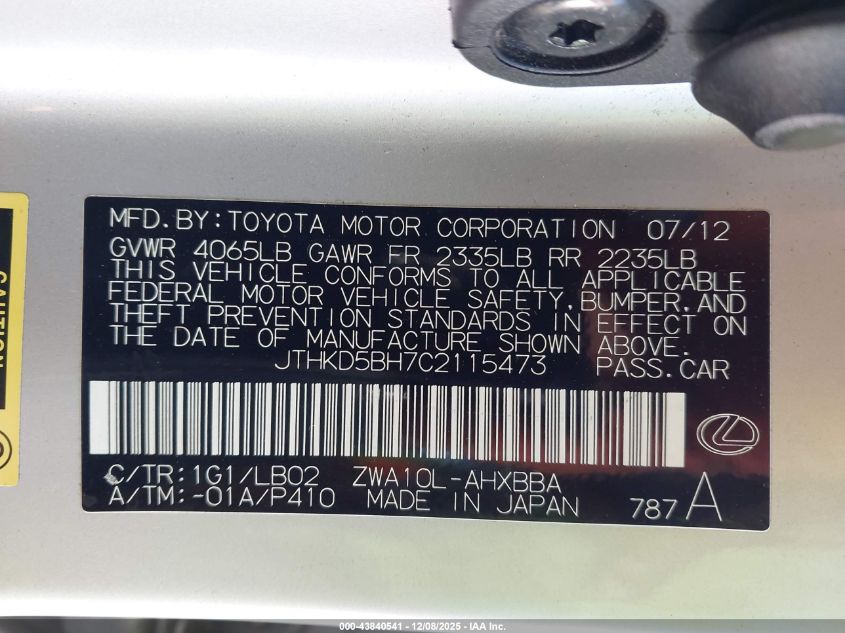 MFD.BY:TOYOTA MOTOR CORPORATION 07/12
GVWR 4065LB GAWR FR 2335LB RR 2235LB
THIS VEHICLE CONFORMS TO ALL APPLICABLE
FEDERAL MOTOR VEHICLE SAFETY,BUMPER,AND
THEFT PREVENTION STANDARDS IN EFFECT ON
THE DATE OF MANUFACTURE SHOWN ABOVE.
JTHKD5BH7C2115473 PASS.CAR
C/TR:1G1/LB02 ZWA10L-AHXBBA
A/TM:-01A/P410 MADE IN JAPAN 787 A
CAUTION
000-43840541 - 12/08/2025 - IAA Inc.